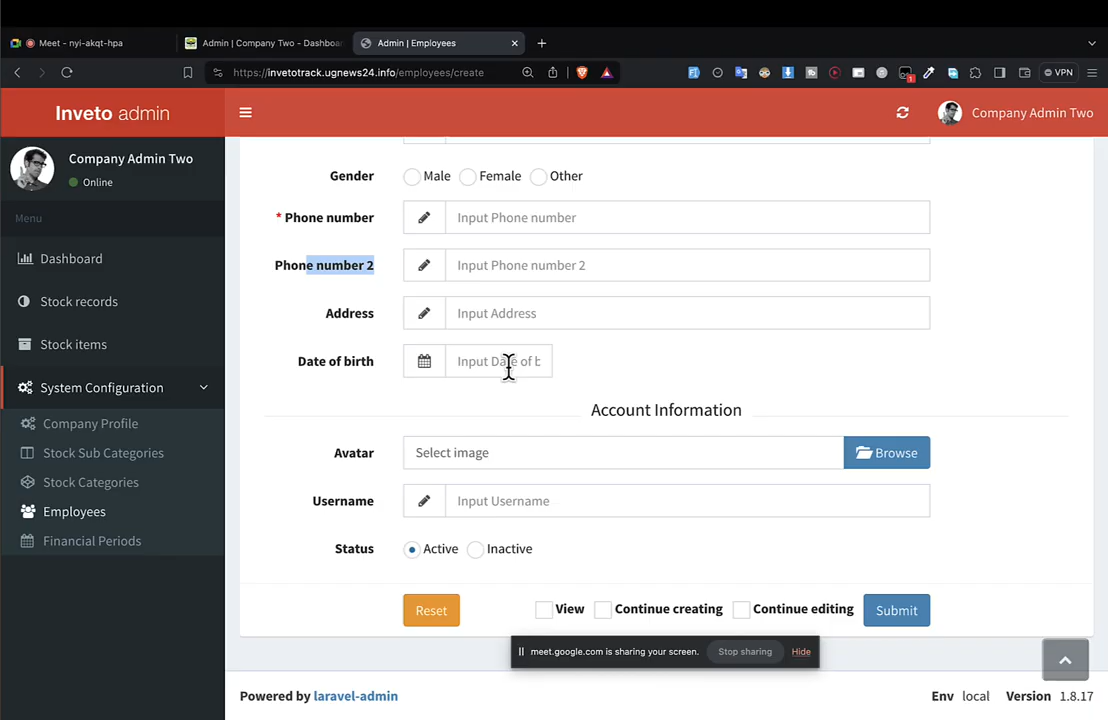 Meet - nyi-akqt-hpa
Admin | Company Two - Dashboa
Admin | Employees
https://invetotrack.ugnews24.info/employees/create
1
VPN
Inveto admin
Company Admin Two
Company Admin Two
Online
Menu
Dashboard
Stock records
Stock items
System Configuration
Company Profile
Stock Sub Categories
Stock Categories
Employees
Financial Periods
Gender
Male
Female
Other
* Phone number
Input Phone number
Phone number 2
Input Phone number 2
Address
Input Address
Date of birth
Input Date of b
Account Information
Avatar
Select image
Browse
Username
Input Username
Status
Active
Inactive
Reset
View
Continue creating
Continue editing
Submit
meet.google.com is sharing your screen.
Stop sharing
Hide
Powered by laravel-admin
Env local
Version 1.8.17